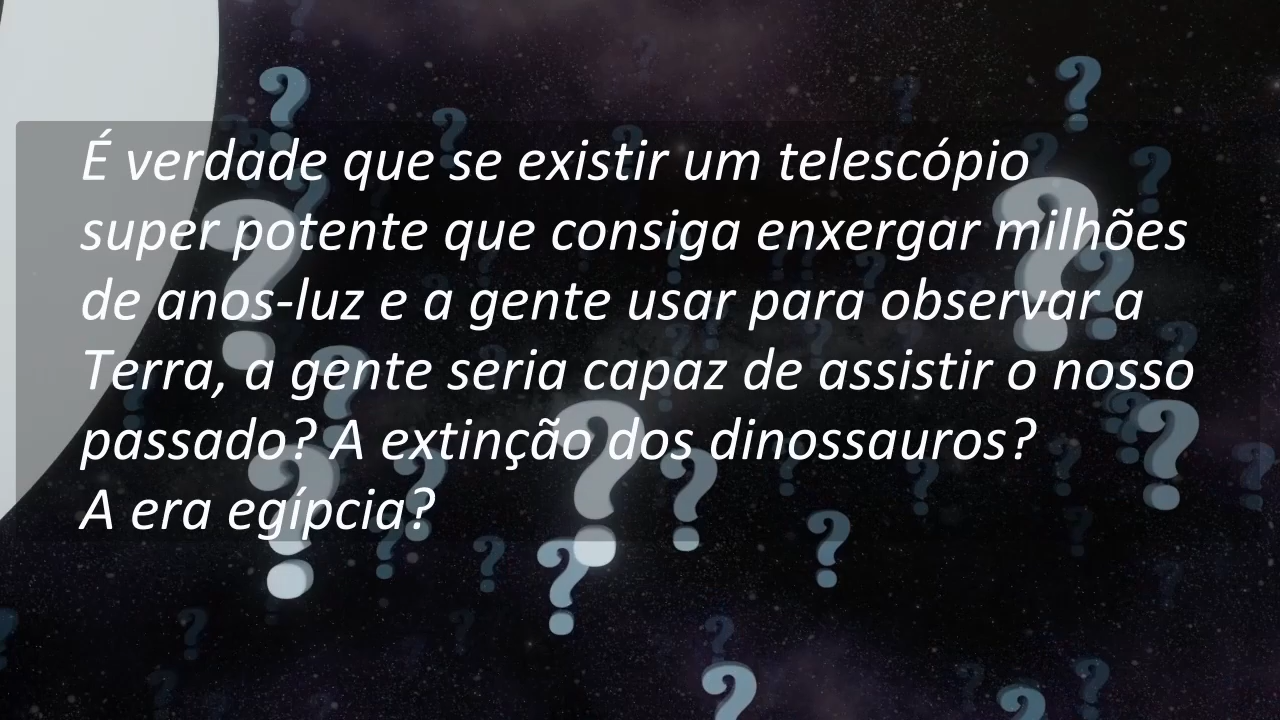 É verdade que se existir um telescópio
super potente que consiga enxergar milhões
de anos-luz e a gente usar para observar a
Terra, a gente seria capaz de assistir o nosso
passado? A extinção dos dinossauros?
A era egípcia?